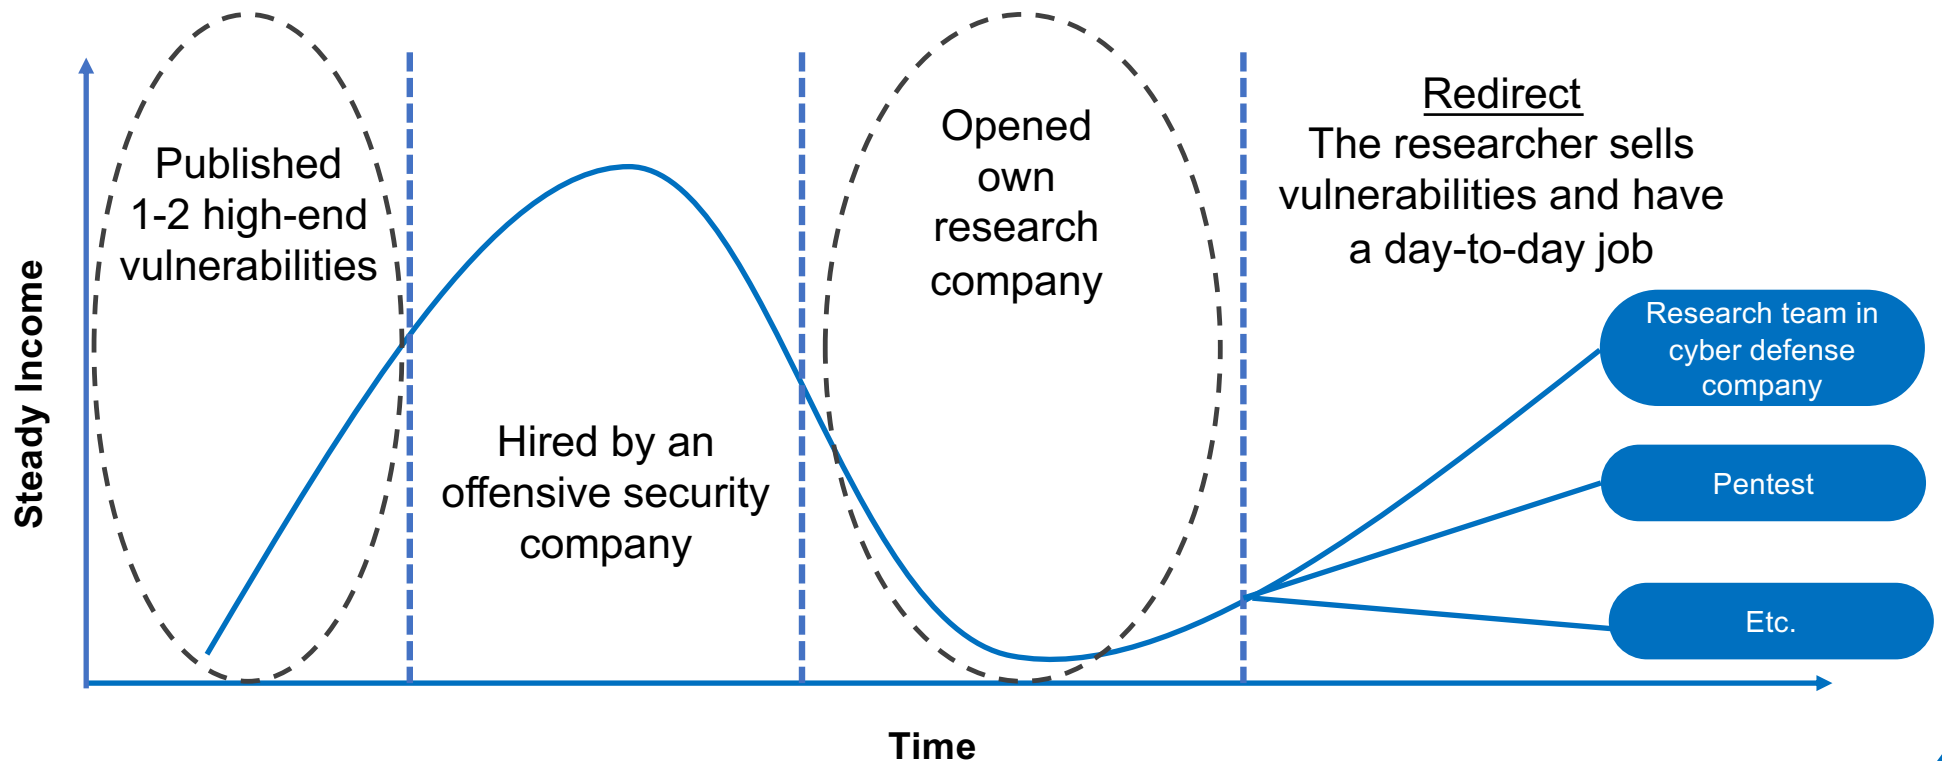 Steady Income
Published
1-2 high-end
vulnerabilities
Hired by an
offensive security
company
Opened
own
research
company
Redirect
The researcher sells
vulnerabilities and have
a day-to-day job
Research team in
cyber defense
company
Pentest
Etc.
Time